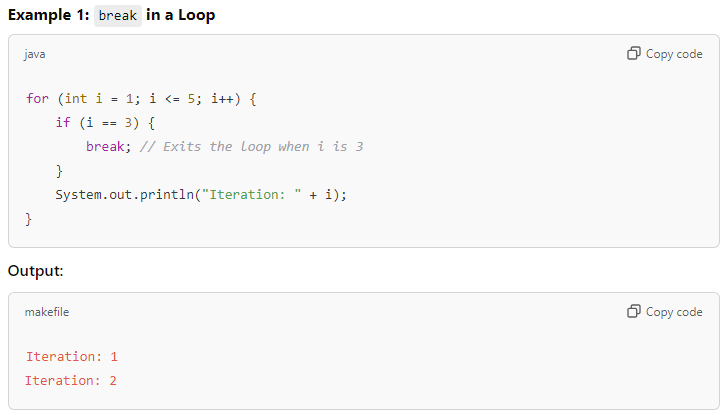 Example 1: break in a Loop
java Copy code
for (int i = 1; i <= 5; i++) {
    if (i == 3) {
        break; // Exits the loop when i is 3
    }
    System.out.println("Iteration: " + i);
}
Output:
makefile Copy code
Iteration: 1
Iteration: 2